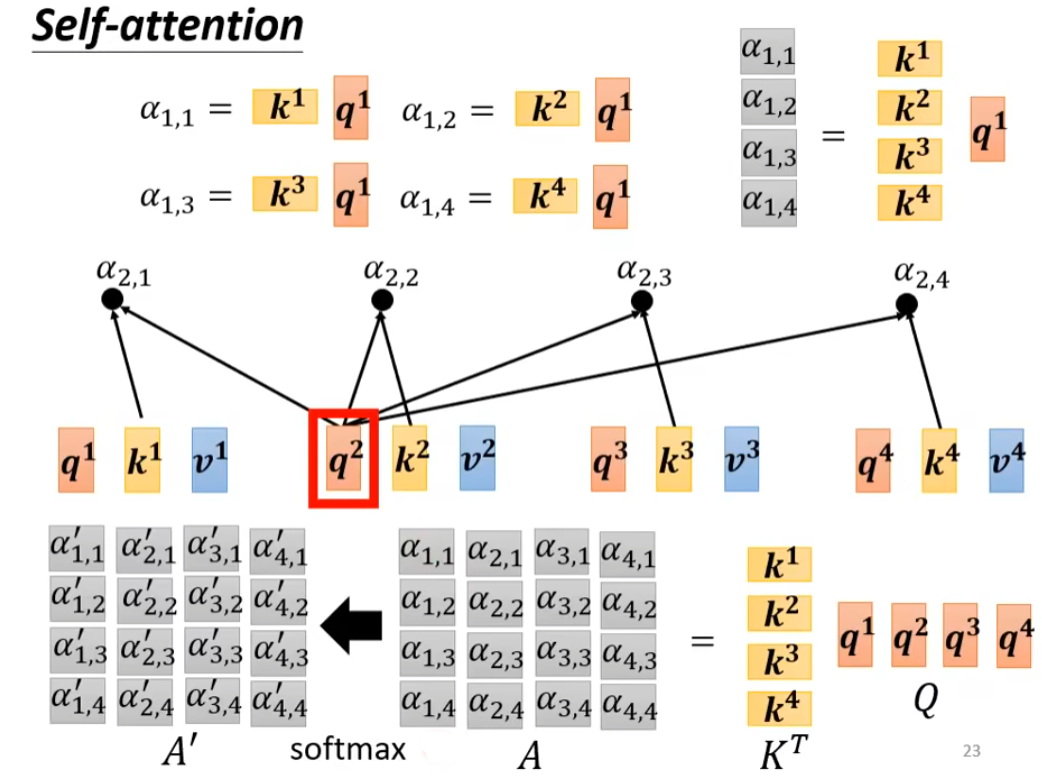 Self-attention
α₁,₁ = k¹ q¹ α₁,₂ = k² q¹
α₁,₃ = k³ q¹ α₁,₄ = k⁴ q¹
α₁,₁ k¹
α₁,₂ k²
= q¹
α₁,₃ k³
α₁,₄ k⁴
α₂,₁ α₂,₂ α₂,₃ α₂,₄
q¹ k¹ v¹ q² k² v² q³ k³ v³ q⁴ k⁴ v⁴
α′₁,₁ α′₂,₁ α′₃,₁ α′₄,₁ α₁,₁ α₂,₁ α₃,₁ α₄,₁ k¹
α′₁,₂ α′₂,₂ α′₃,₂ α′₄,₂ α₁,₂ α₂,₂ α₃,₂ α₄,₂ k²
= q¹ q² q³ q⁴
α′₁,₃ α′₂,₃ α′₃,₃ α′₄,₃ α₁,₃ α₂,₃ α₃,₃ α₄,₃ k³
α′₁,₄ α′₂,₄ α′₃,₄ α′₄,₄ α₁,₄ α₂,₄ α₃,₄ α₄,₄ k⁴ Q
A′ softmax A Kᵀ 23